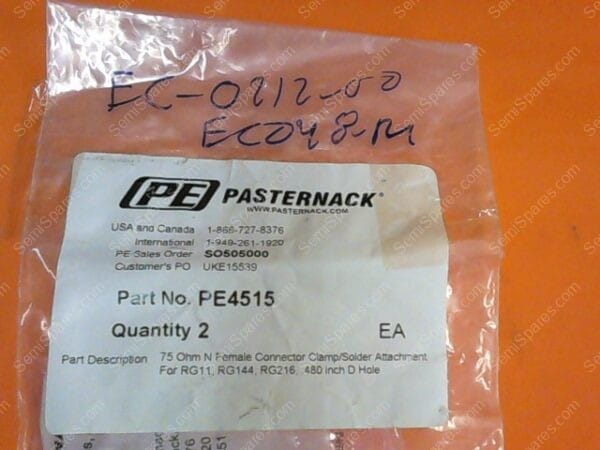 EC-0212-00
EC048-M
PE PASTERNACK®
WWW.PASTERNACK.COM
USA and Canada 1-866-727-8376
International 1-949-261-1920
PE Sales Order SO505000
Customer's PO UKE15539
Part No. PE4515
Quantity 2 EA
Part Description 75 Ohm N Female Connector Clamp/Solder Attachment
For RG11, RG144, RG216, .480 inch D Hole
SemiSpares.com